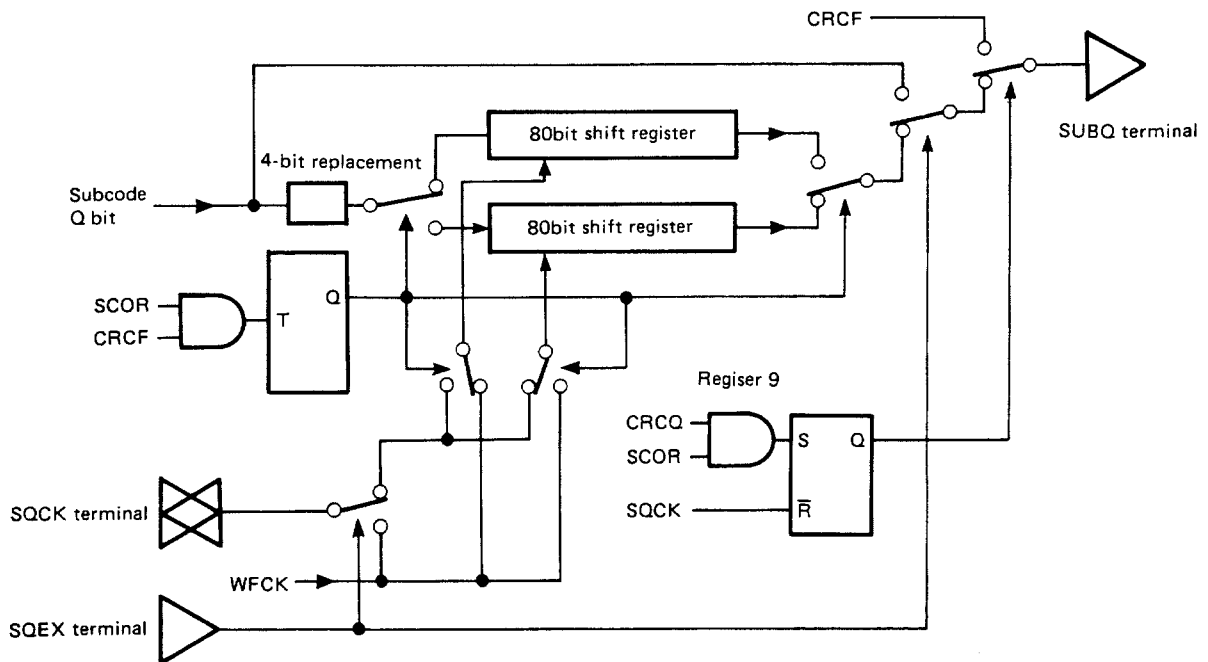 CRCF
SUBQ terminal
80bit shift register
4-bit replacement
Subcode
Q bit
80bit shift register
SCOR
CRCF
T
Q
Regiser 9
CRCQ
SCOR
S
Q
SQCK
R̅
SQCK terminal
WFCK
SQEX terminal